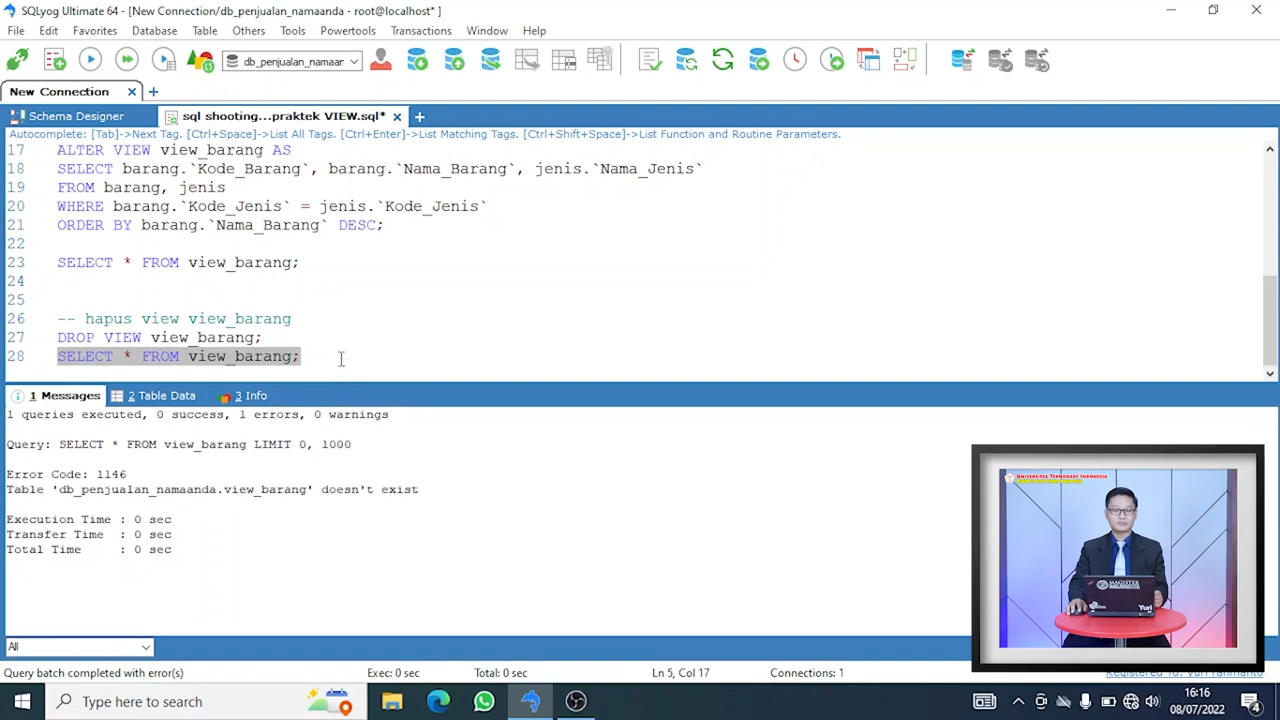 SQLyog Ultimate 64 - [New Connection/db_penjualan_namaanda - root@localhost* ]
File Edit Favorites Database Table Others Tools Powertools Transactions Window Help
db_penjualan_namaar
New Connection
Schema Designer sql shooting...praktek VIEW.sql*
Autocomplete: [Tab]->Next Tag. [Ctrl+Space]->List All Tags. [Ctrl+Enter]->List Matching Tags. [Ctrl+Shift+Space]->List Function and Routine Parameters.
17 ALTER VIEW view_barang AS
18 SELECT barang.`Kode_Barang`, barang.`Nama_Barang`, jenis.`Nama_Jenis`
19 FROM barang, jenis
20 WHERE barang.`Kode_Jenis` = jenis.`Kode_Jenis`
21 ORDER BY barang.`Nama_Barang` DESC;
22
23 SELECT * FROM view_barang;
24
25
26 -- hapus view view_barang
27 DROP VIEW view_barang;
28 SELECT * FROM view_barang;
1 Messages 2 Table Data 3 Info
1 queries executed, 0 success, 1 errors, 0 warnings
Query: SELECT * FROM view_barang LIMIT 0, 1000
Error Code: 1146
Table 'db_penjualan_namaanda.view_barang' doesn't exist
Execution Time : 0 sec
Transfer Time : 0 sec
Total Time : 0 sec
UNIVERSITAS TEKNOKRAT INDONESIA
MAGISTER
Yuri
All
Query batch completed with error(s) Exec: 0 sec Total: 0 sec Ln 5, Col 17 Connections: 1
Type here to search
16:16
08/07/2022
4